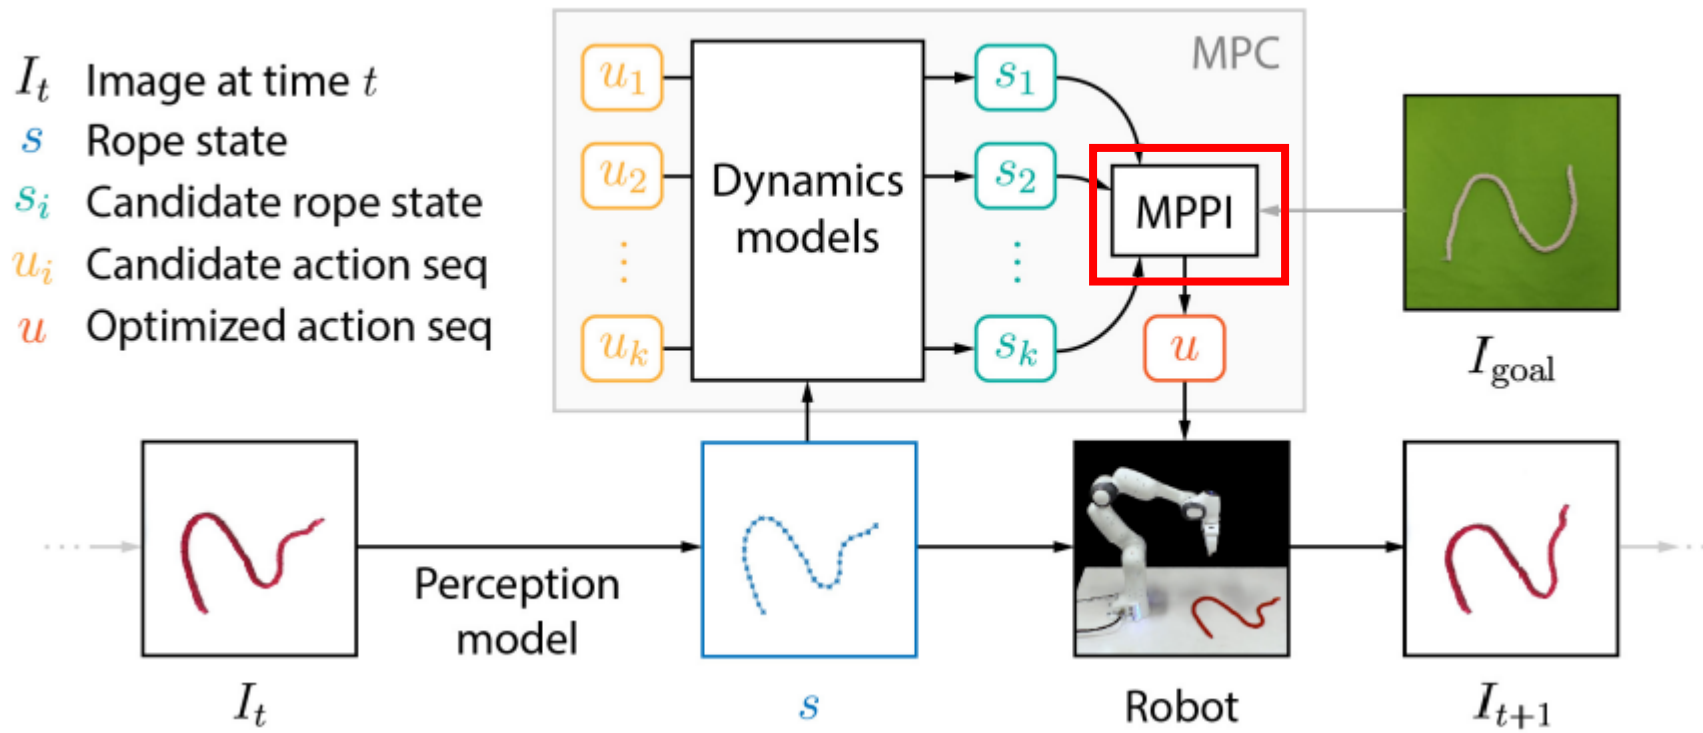 I_t Image at time t
s Rope state
s_i Candidate rope state
u_i Candidate action seq
u Optimized action seq
MPC
u_1
u_2
⋮
u_k
Dynamics
models
s_1
s_2
⋮
s_k
MPPI
u
I_goal
...
Perception
model
...
I_t
s
Robot
I_{t+1}